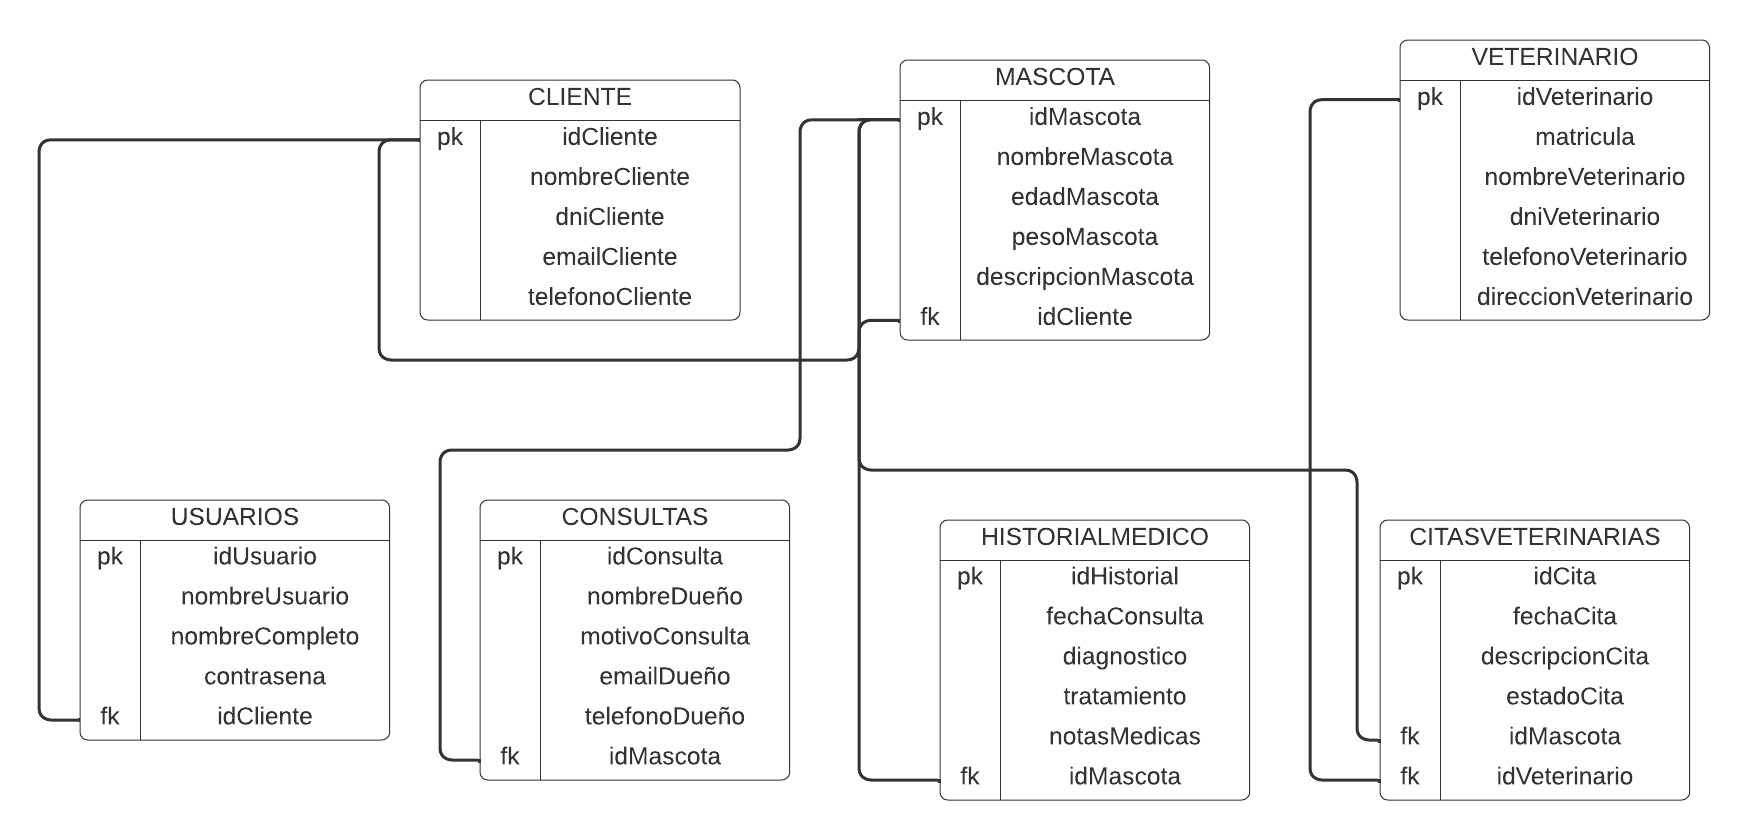 CLIENTE
pk idCliente
nombreCliente
dniCliente
emailCliente
telefonoCliente
MASCOTA
pk idMascota
nombreMascota
edadMascota
pesoMascota
descripcionMascota
fk idCliente
VETERINARIO
pk idVeterinario
matricula
nombreVeterinario
dniVeterinario
telefonoVeterinario
direccionVeterinario
USUARIOS
pk idUsuario
nombreUsuario
nombreCompleto
contrasena
fk idCliente
CONSULTAS
pk idConsulta
nombreDueño
motivoConsulta
emailDueño
telefonoDueño
fk idMascota
HISTORIALMEDICO
pk idHistorial
fechaConsulta
diagnostico
tratamiento
notasMedicas
fk idMascota
CITASVETERINARIAS
pk idCita
fechaCita
descripcionCita
estadoCita
fk idMascota
fk idVeterinario